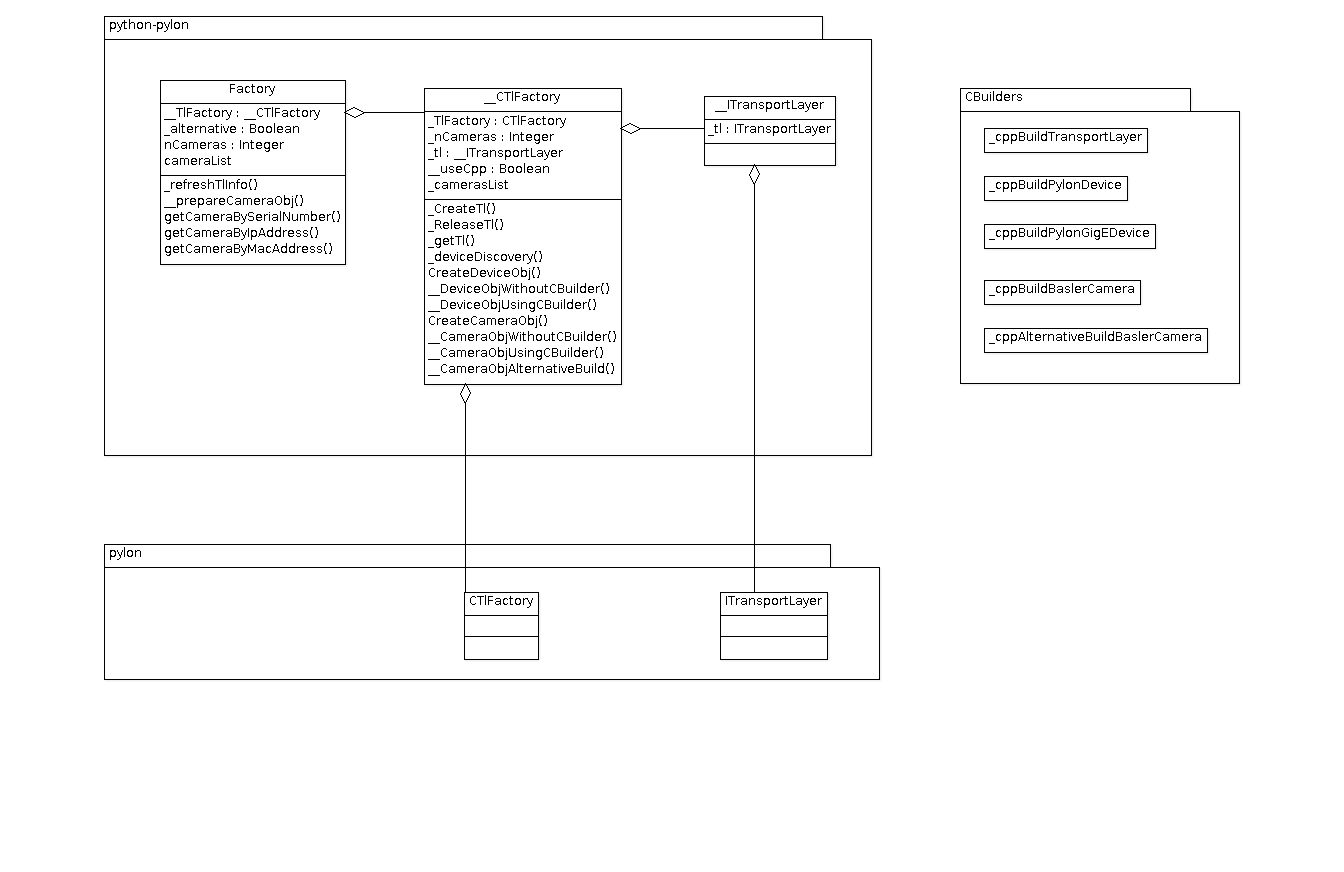 python-pylon
Factory
__TlFactory : __CTlFactory
_alternative : Boolean
nCameras : Integer
cameraList
_refreshTlInfo()
__prepareCameraObj()
getCameraBySerialNumber()
getCameraByIpAddress()
getCameraByMacAddress()
__CTlFactory
_TlFactory : CTlFactory
_nCameras : Integer
_tl : __ITransportLayer
__useCpp : Boolean
_camerasList
_CreateTl()
_ReleaseTl()
_getTl()
_deviceDiscovery()
CreateDeviceObj()
__DeviceObjWithoutCBuilder()
__DeviceObjUsingCBuilder()
CreateCameraObj()
__CameraObjWithoutCBuilder()
__CameraObjUsingCBuilder()
__CameraObjAlternativeBuild()
__ITransportLayer
_tl : ITransportLayer
CBuilders
_cppBuildTransportLayer
_cppBuildPylonDevice
_cppBuildPylonGigEDevice
_cppBuildBaslerCamera
_cppAlternativeBuildBaslerCamera
pylon
CTlFactory
ITransportLayer